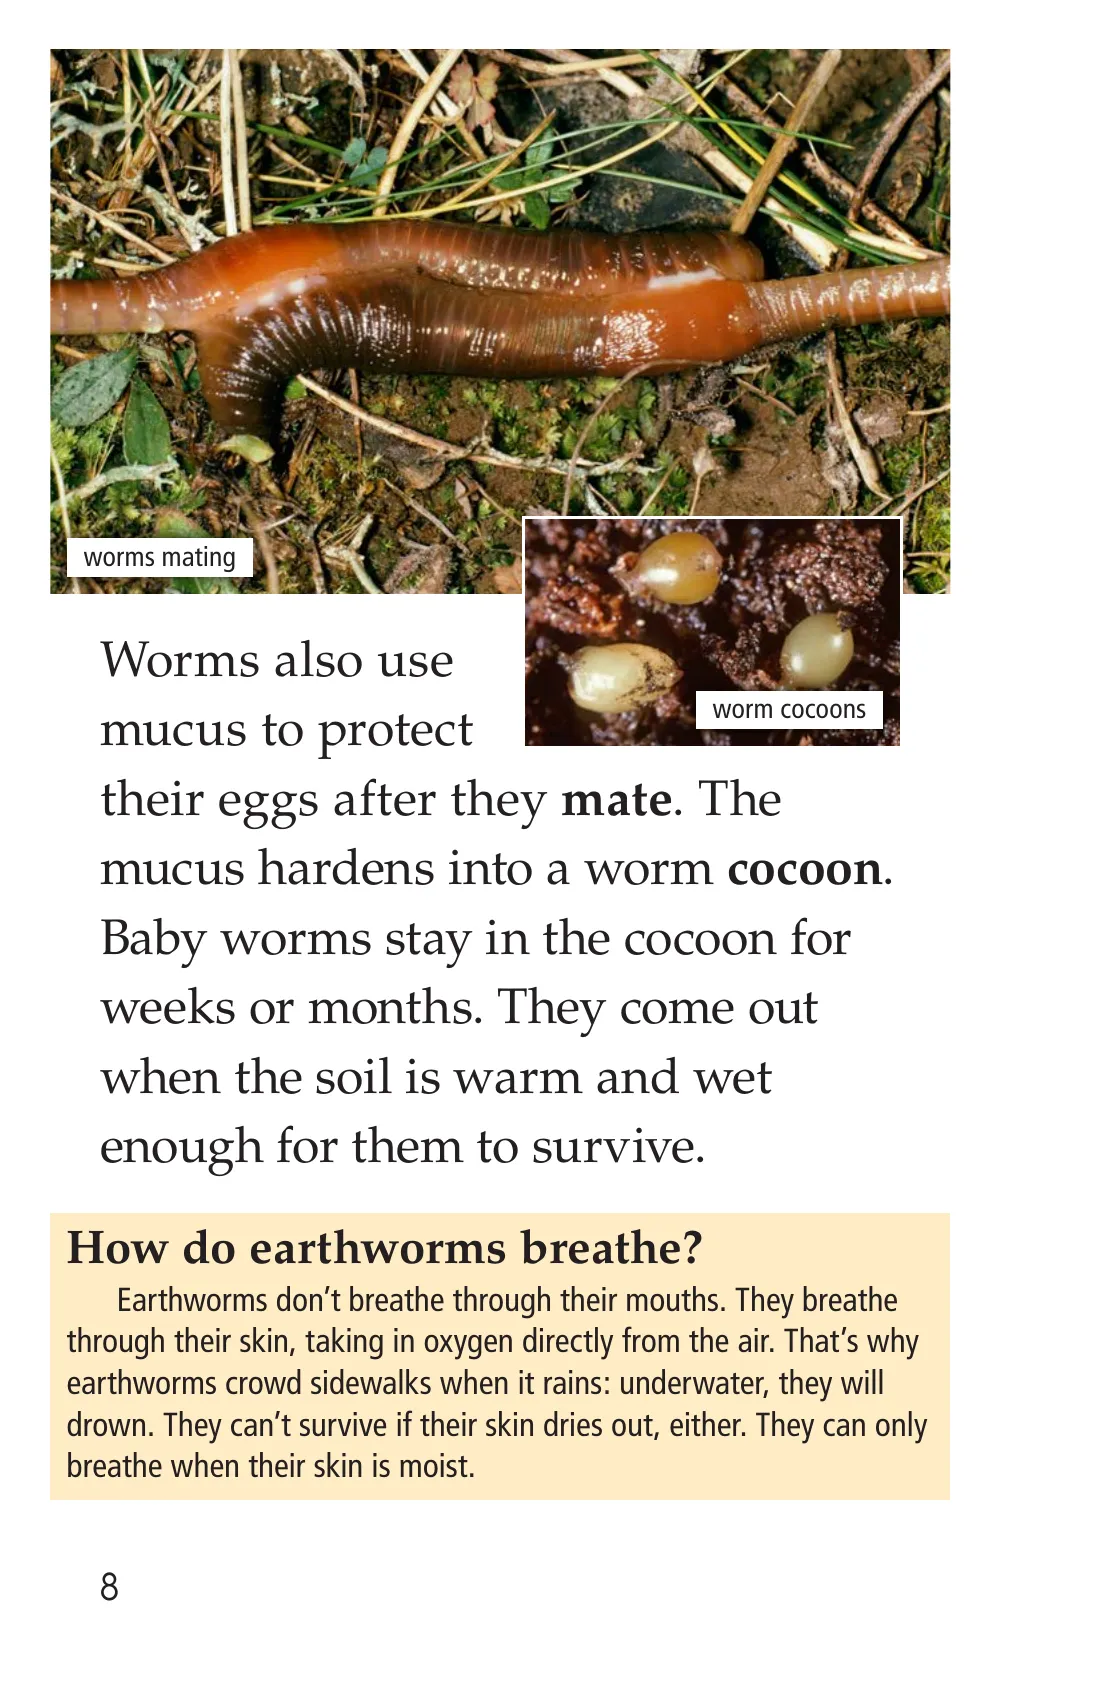 worms mating
worm cocoons
Worms also use
mucus to protect
their eggs after they mate. The
mucus hardens into a worm cocoon.
Baby worms stay in the cocoon for
weeks or months. They come out
when the soil is warm and wet
enough for them to survive.
How do earthworms breathe?
Earthworms don’t breathe through their mouths. They breathe
through their skin, taking in oxygen directly from the air. That’s why
earthworms crowd sidewalks when it rains: underwater, they will
drown. They can’t survive if their skin dries out, either. They can only
breathe when their skin is moist.
8